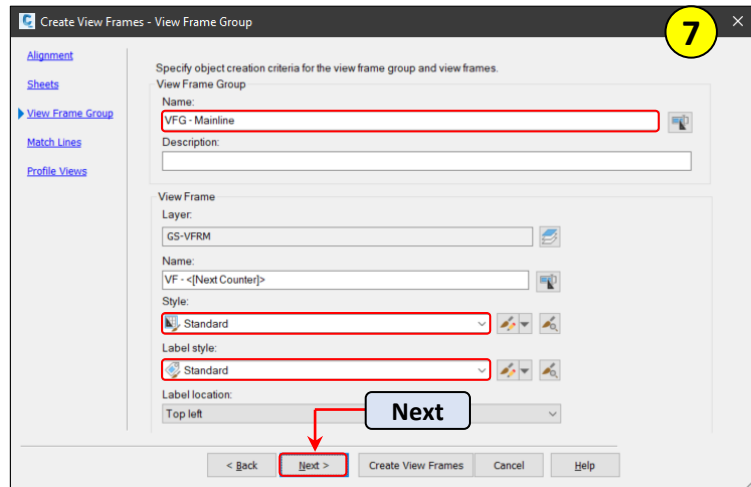 Create View Frames - View Frame Group
7
Alignment
Sheets
View Frame Group
Match Lines
Profile Views
Specify object creation criteria for the view frame group and view frames.
View Frame Group
Name:
VFG - Mainline
Description:
View Frame
Layer:
GS-VFRM
Name:
VF - <[Next Counter]>
Style:
Standard
Label style:
Standard
Label location:
Top left
Next
< Back
Next >
Create View Frames
Cancel
Help